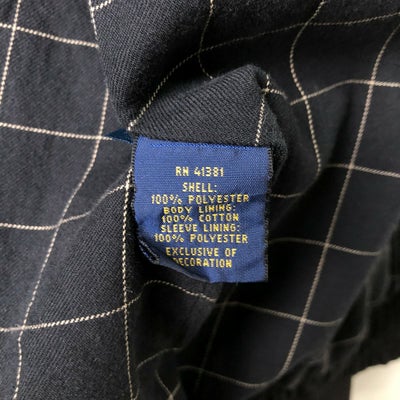 RN 41381
SHELL:
100% POLYESTER
BODY LINING:
100% COTTON
SLEEVE LINING:
100% POLYESTER
EXCLUSIVE OF
DECORATION